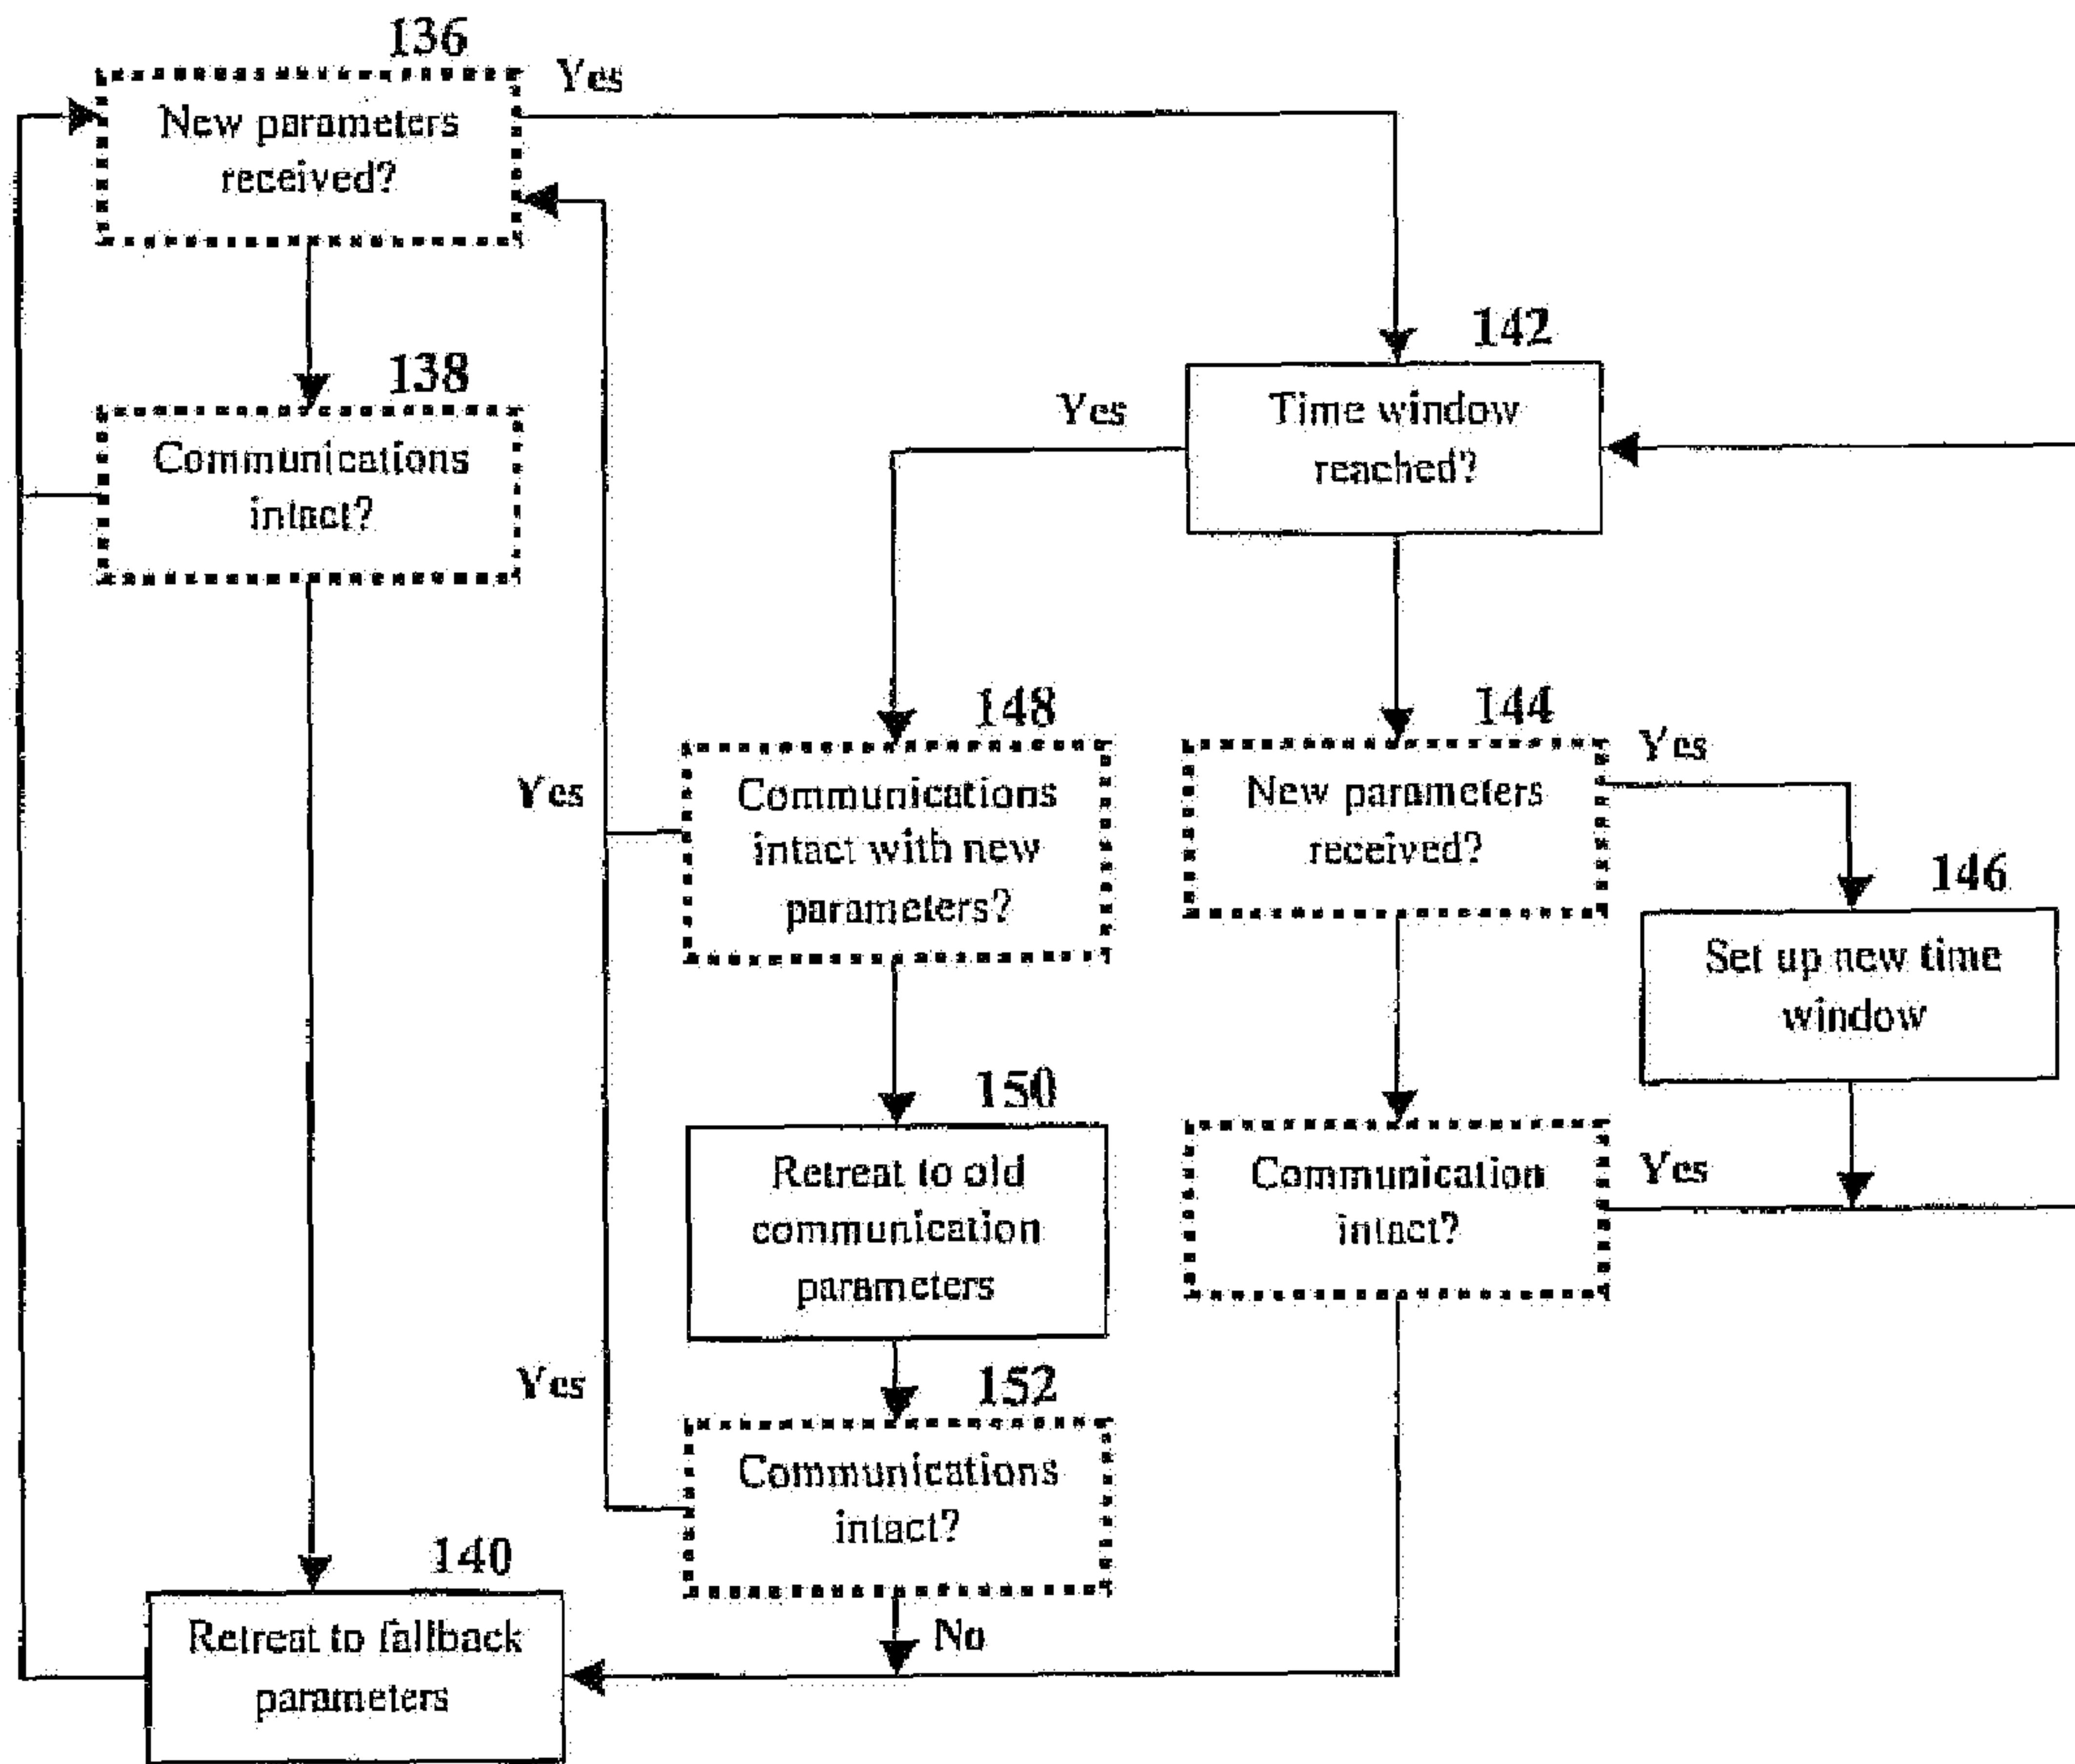 136
Yes
New parameters
received?
142
138
Yes
Time window
reached?
Communications
intact?
148
144
Yes
Yes
Communications
intact with new
parameters?
New parameters
received?
146
Set up new time
window
150
Retreat to old
communication
parameters
Communication
intact?
Yes
Yes
152
Communications
intact?
140
No
Retreat to fallback
parameters